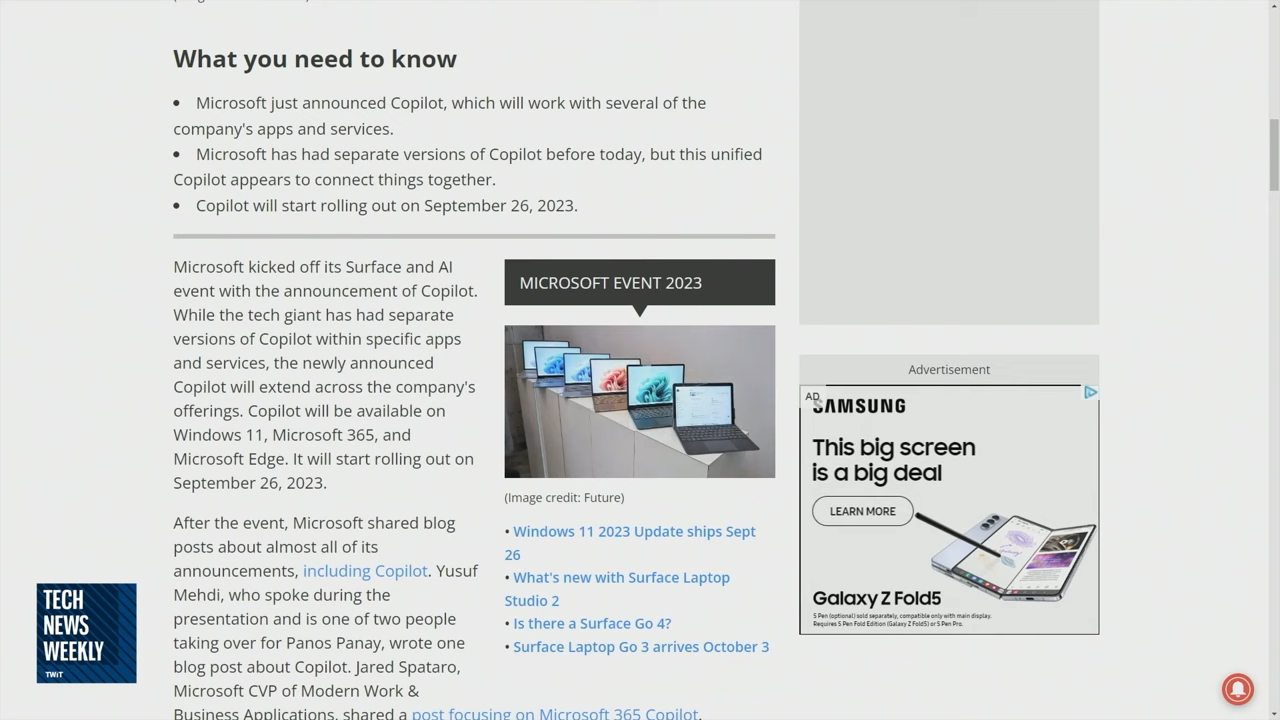 What you need to know
• Microsoft just announced Copilot, which will work with several of the
company's apps and services.
• Microsoft has had separate versions of Copilot before today, but this unified
Copilot appears to connect things together.
• Copilot will start rolling out on September 26, 2023.
Microsoft kicked off its Surface and AI
event with the announcement of Copilot.
While the tech giant has had separate
versions of Copilot within specific apps
and services, the newly announced
Copilot will extend across the company's
offerings. Copilot will be available on
Windows 11, Microsoft 365, and
Microsoft Edge. It will start rolling out on
September 26, 2023.
After the event, Microsoft shared blog
posts about almost all of its
announcements, including Copilot. Yusuf
Mehdi, who spoke during the
presentation and is one of two people
taking over for Panos Panay, wrote one
blog post about Copilot. Jared Spataro,
Microsoft CVP of Modern Work &
Business Applications, shared a post focusing on Microsoft 365 Copilot.
MICROSOFT EVENT 2023
(Image credit: Future)
• Windows 11 2023 Update ships Sept
26
• What's new with Surface Laptop
Studio 2
• Is there a Surface Go 4?
• Surface Laptop Go 3 arrives October 3
Advertisement
AD
SAMSUNG
This big screen
is a big deal
LEARN MORE
Galaxy Z Fold5
S Pen (optional) sold separately, compatible only with main display.
Requires S Pen Fold Edition (Galaxy Z Fold5) or S Pen Pro.
TECH
NEWS
WEEKLY
TWiT